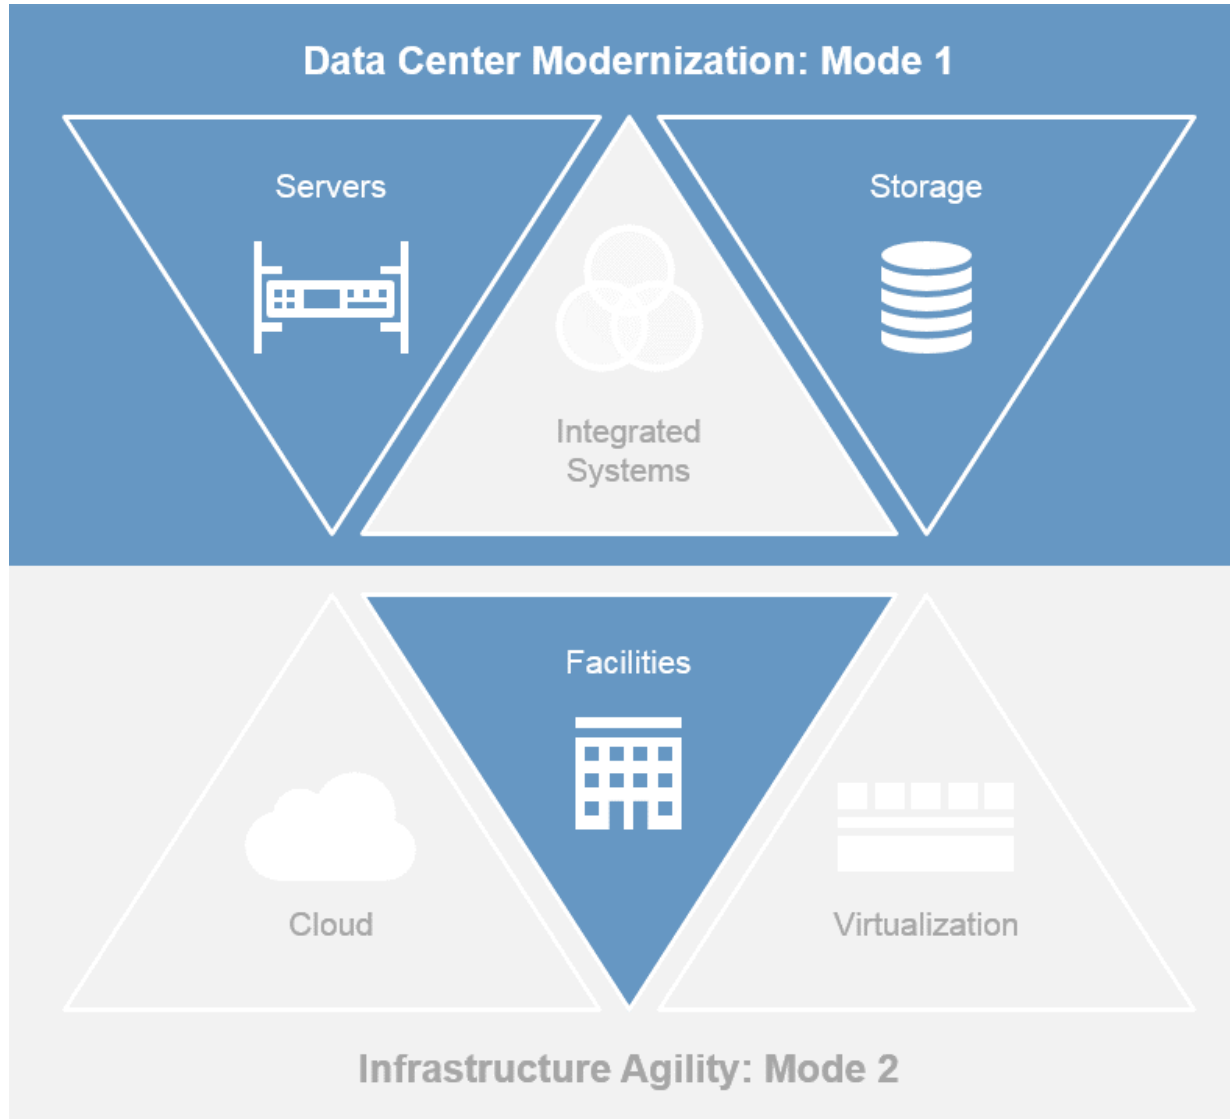 Data Center Modernization: Mode 1
Servers
Storage
Integrated
Systems
Facilities
Cloud
Virtualization
Infrastructure Agility: Mode 2